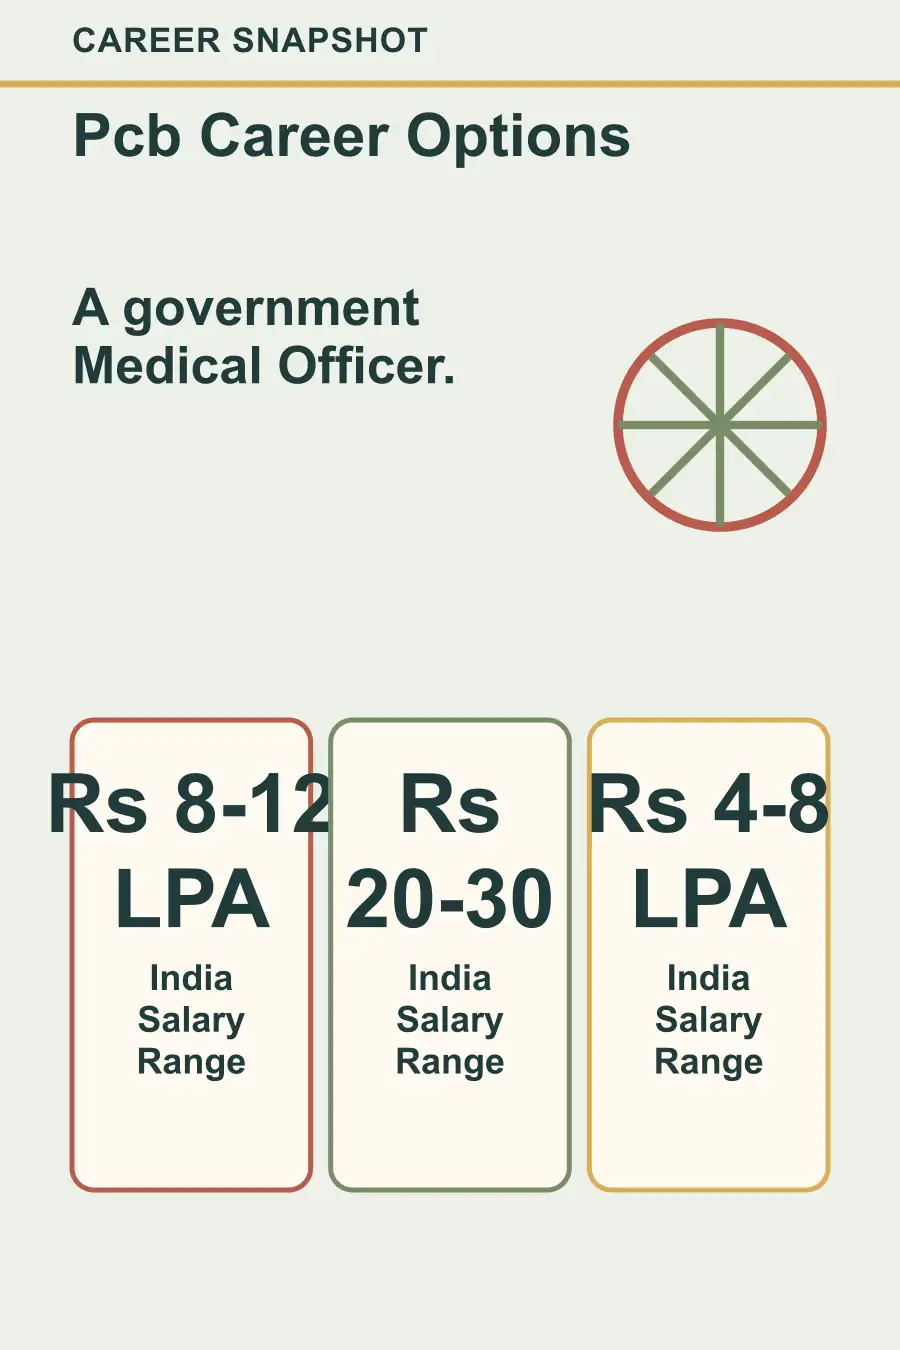 CAREER SNAPSHOT
Pcb Career Options
A government
Medical Officer.
Rs 8-12
LPA
India
Salary
Range
Rs
20-30
India
Salary
Range
Rs 4-8
LPA
India
Salary
Range